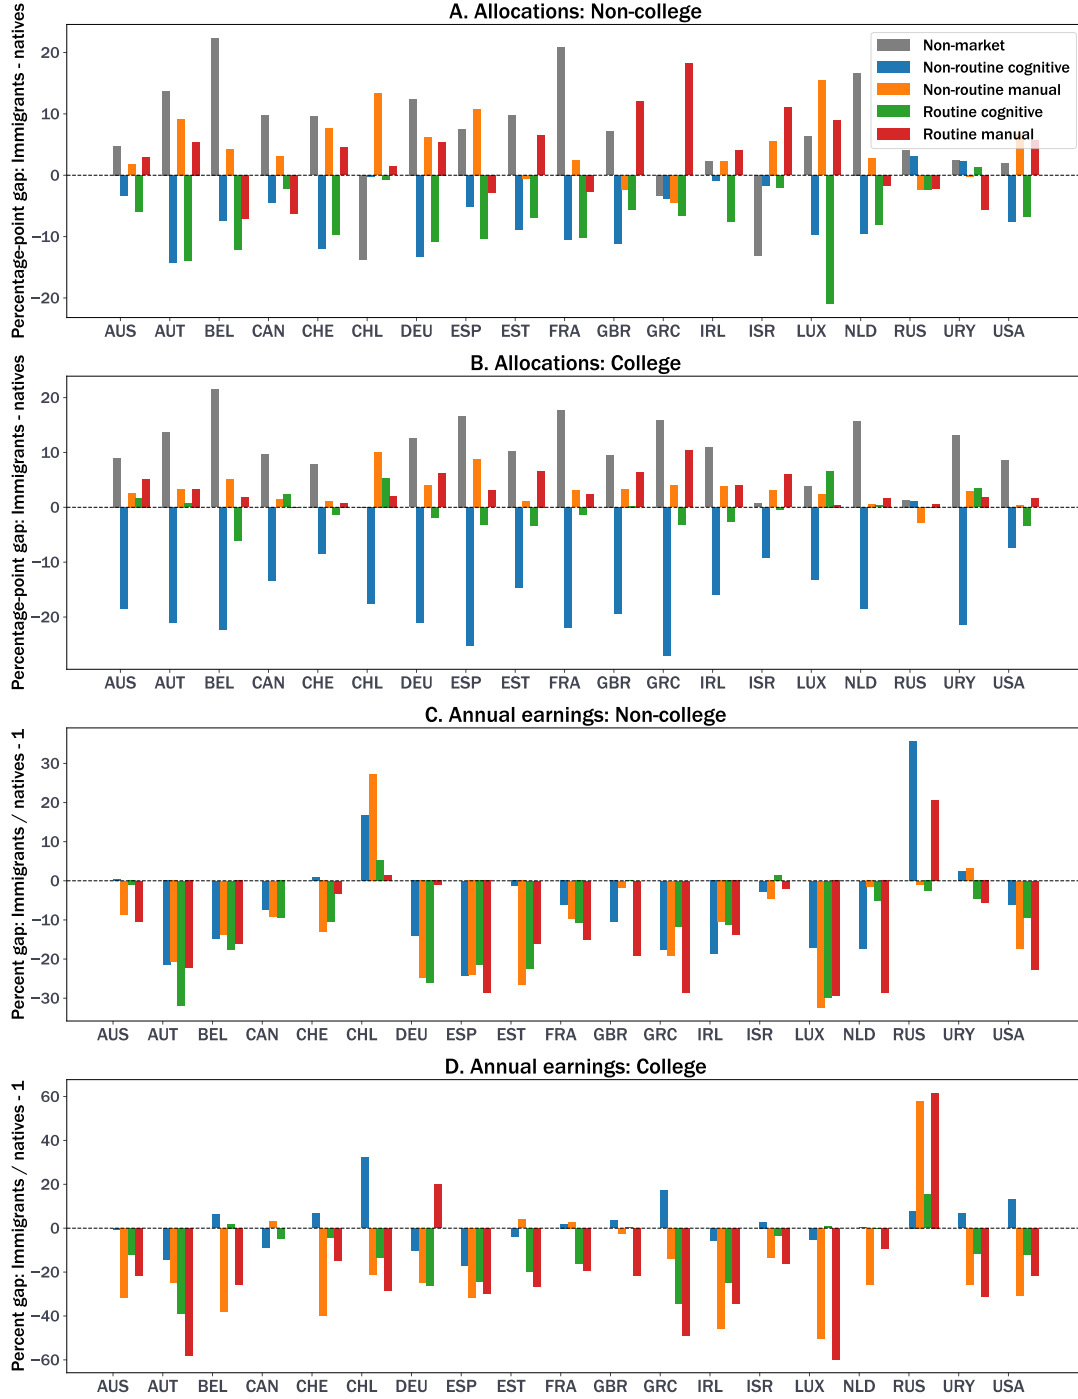 A. Allocations: Non-college
Percentage-point gap: Immigrants - natives
20
10
0
−10
−20
Non-market
Non-routine cognitive
Non-routine manual
Routine cognitive
Routine manual
AUS AUT BEL CAN CHE CHL DEU ESP EST FRA GBR GRC IRL ISR LUX NLD RUS URY USA
B. Allocations: College
Percentage-point gap: Immigrants - natives
20
10
0
−10
−20
AUS AUT BEL CAN CHE CHL DEU ESP EST FRA GBR GRC IRL ISR LUX NLD RUS URY USA
C. Annual earnings: Non-college
Percent gap: Immigrants / natives - 1
30
20
10
0
−10
−20
−30
AUS AUT BEL CAN CHE CHL DEU ESP EST FRA GBR GRC IRL ISR LUX NLD RUS URY USA
D. Annual earnings: College
Percent gap: Immigrants / natives - 1
60
40
20
0
−20
−40
−60
AUS AUT BEL CAN CHE CHL DEU ESP EST FRA GBR GRC IRL ISR LUX NLD RUS URY USA